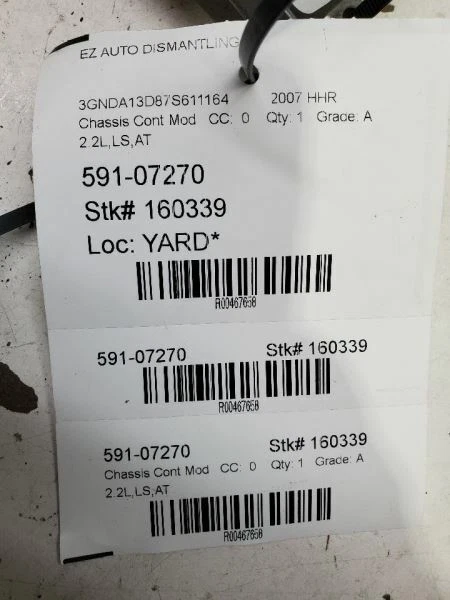 EZ AUTO DISMANTLING
3GNDA13D87S611164 2007 HHR
Chassis Cont Mod CC: 0 Qty: 1 Grade: A
2.2L,LS,AT
591-07270
Stk# 160339
Loc: YARD*
R00467658
591-07270 Stk# 160339
R00467658
591-07270 Stk# 160339
Chassis Cont Mod CC: 0 Qty: 1 Grade: A
2.2L,LS,AT
R00467658